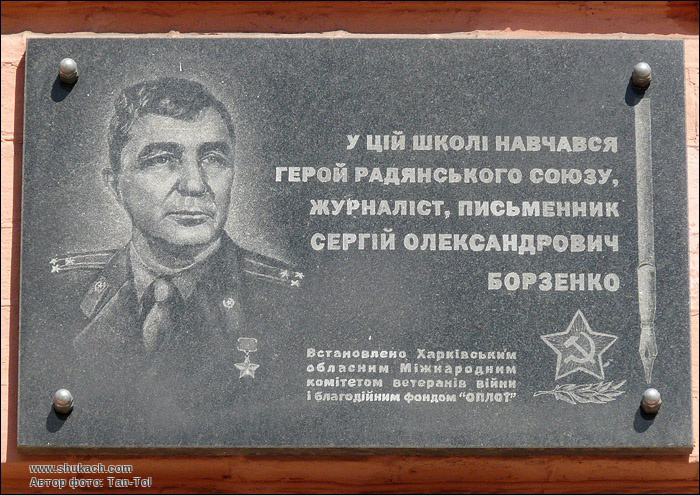 У ЦІЙ ШКОЛІ НАВЧАВСЯ
ГЕРОЙ РАДЯНСЬКОГО СОЮЗУ,
ЖУРНАЛІСТ, ПИСЬМЕННИК
СЕРГІЙ ОЛЕКСАНДРОВИЧ
БОРЗЕНКО
Встановлено Харківським
обласним Міжнародним
комітетом ветеранів війни
і благодійним фондом "ОПЛОТ"
www.shukach.com
Автор фото: Tan-Tol